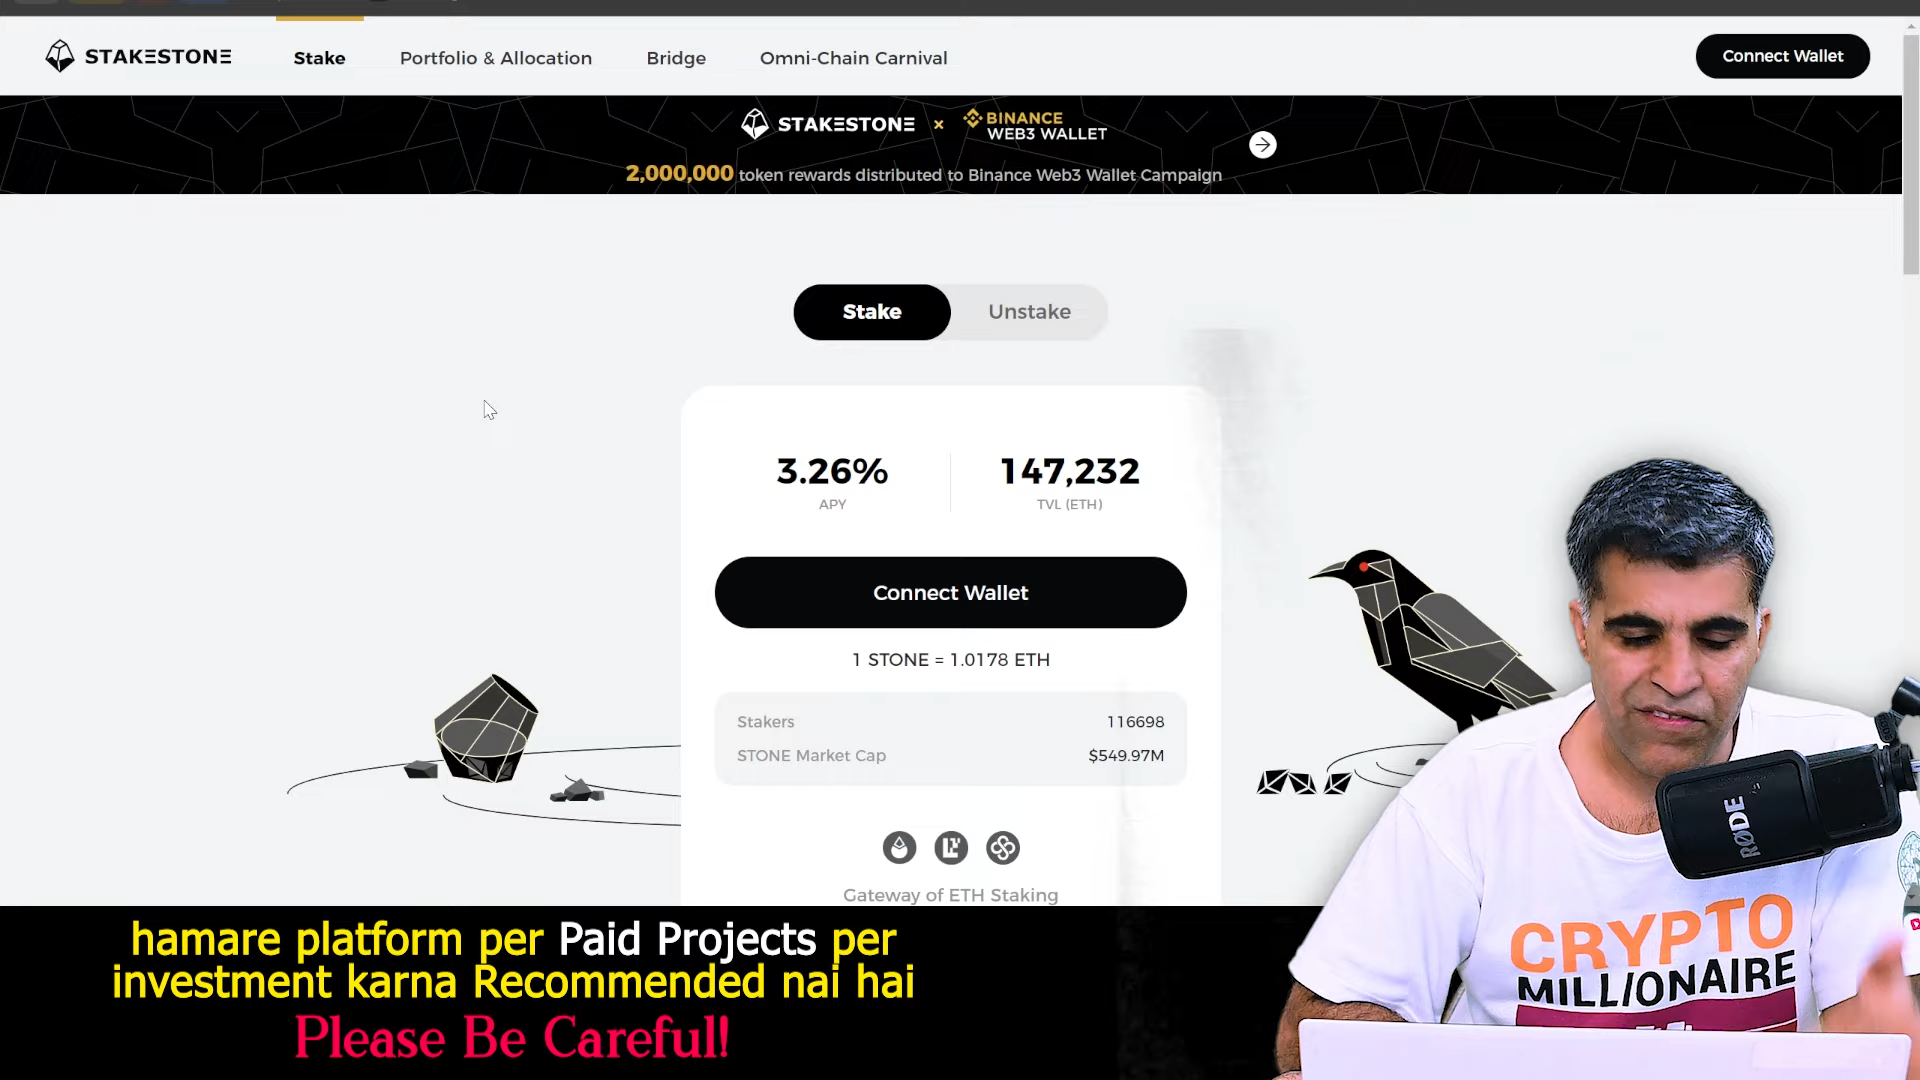 STAKESTONE
Stake
Portfolio & Allocation
Bridge
Omni-Chain Carnival
Connect Wallet
STAKESTONE × BINANCE
WEB3 WALLET
2,000,000 token rewards distributed to Binance Web3 Wallet Campaign
Stake
Unstake
3.26%
APY
147,232
TVL (ETH)
Connect Wallet
1 STONE = 1.0178 ETH
Stakers 116698
STONE Market Cap $549.97M
Gateway of ETH Staking
RØDE
CRYPTO
MILLIONAIRE
hamare platform per Paid Projects per
investment karna Recommended nai hai
Please Be Careful!